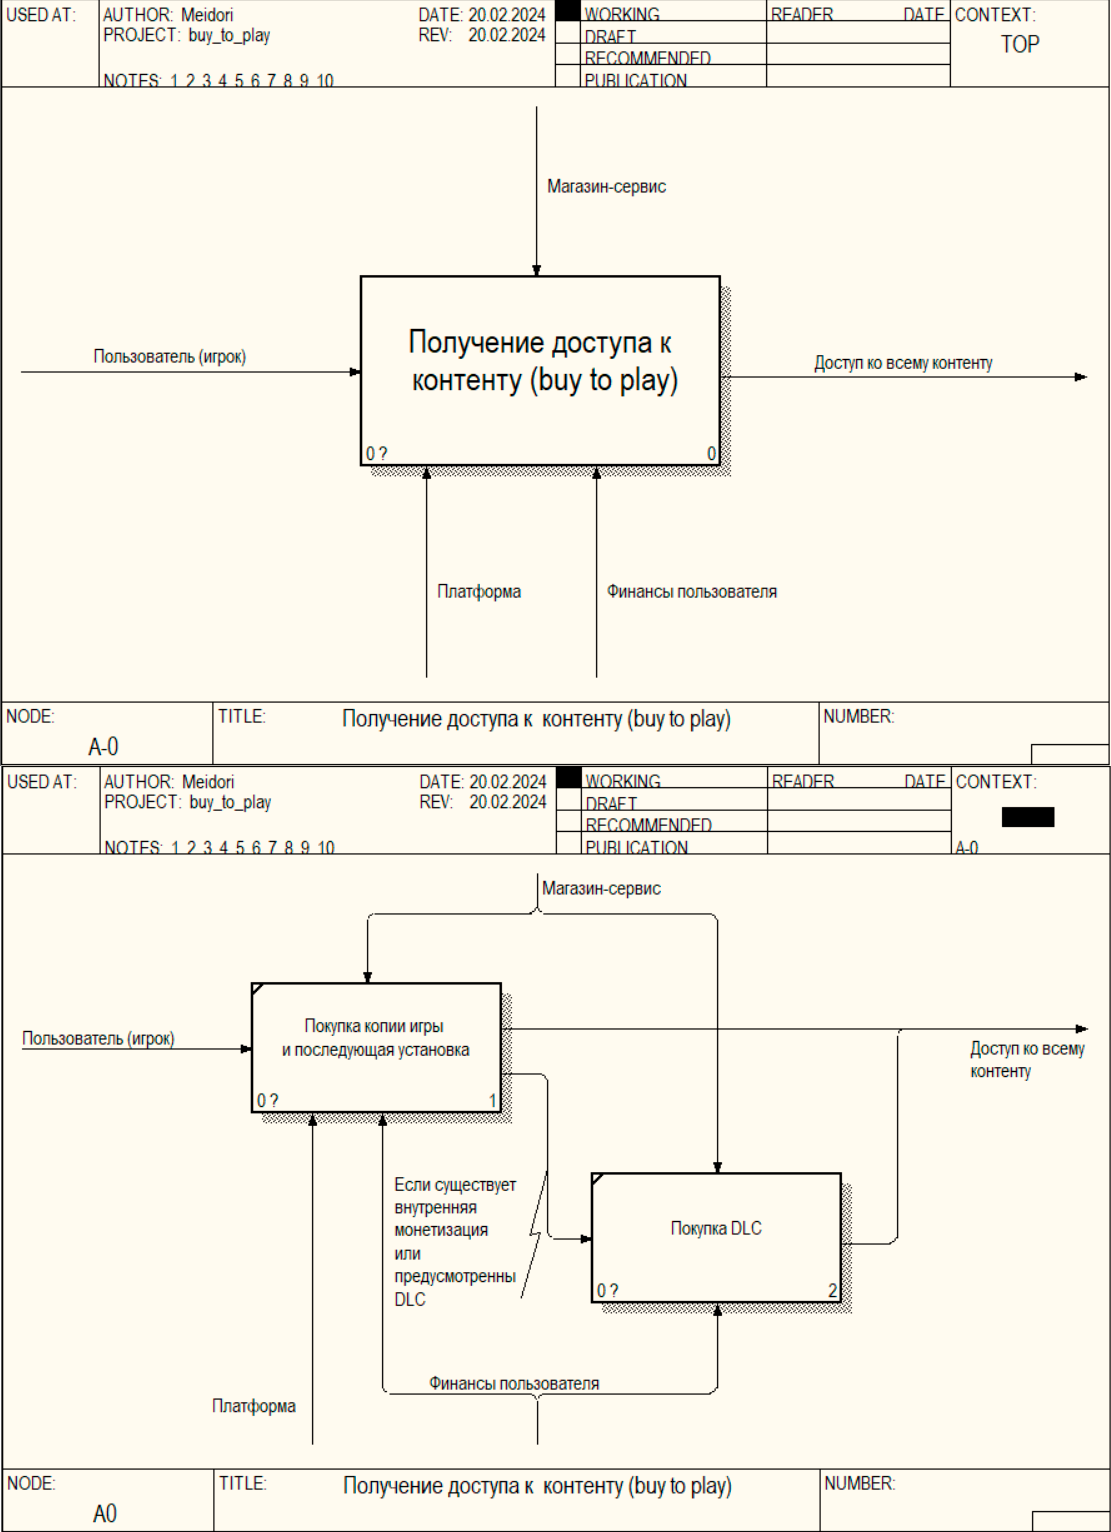 USED AT:
AUTHOR: Meidori
DATE: 20.02.2024
WORKING
READER
DATE
CONTEXT:
PROJECT: buy_to_play
REV: 20.02.2024
DRAFT
TOP
RECOMMENDED
NOTES: 1 2 3 4 5 6 7 8 9 10
PUBLICATION
Магазин-сервис
Пользователь (игрок)
Получение доступа к
контенту (buy to play)
0 ?
0
Доступ ко всему контенту
Платформа
Финансы пользователя
NODE:
A-0
TITLE:
Получение доступа к контенту (buy to play)
NUMBER:
USED AT:
AUTHOR: Meidori
DATE: 20.02.2024
WORKING
READER
DATE
CONTEXT:
PROJECT: buy_to_play
REV: 20.02.2024
DRAFT
RECOMMENDED
NOTES: 1 2 3 4 5 6 7 8 9 10
PUBLICATION
A-0
Магазин-сервис
Пользователь (игрок)
Покупка копии игры
и последующая установка
0 ?
1
Доступ ко всему
контенту
Если существует
внутренняя
монетизация
или
предусмотренны
DLC
Покупка DLC
0 ?
2
Финансы пользователя
Платформа
NODE:
A0
TITLE:
Получение доступа к контенту (buy to play)
NUMBER: